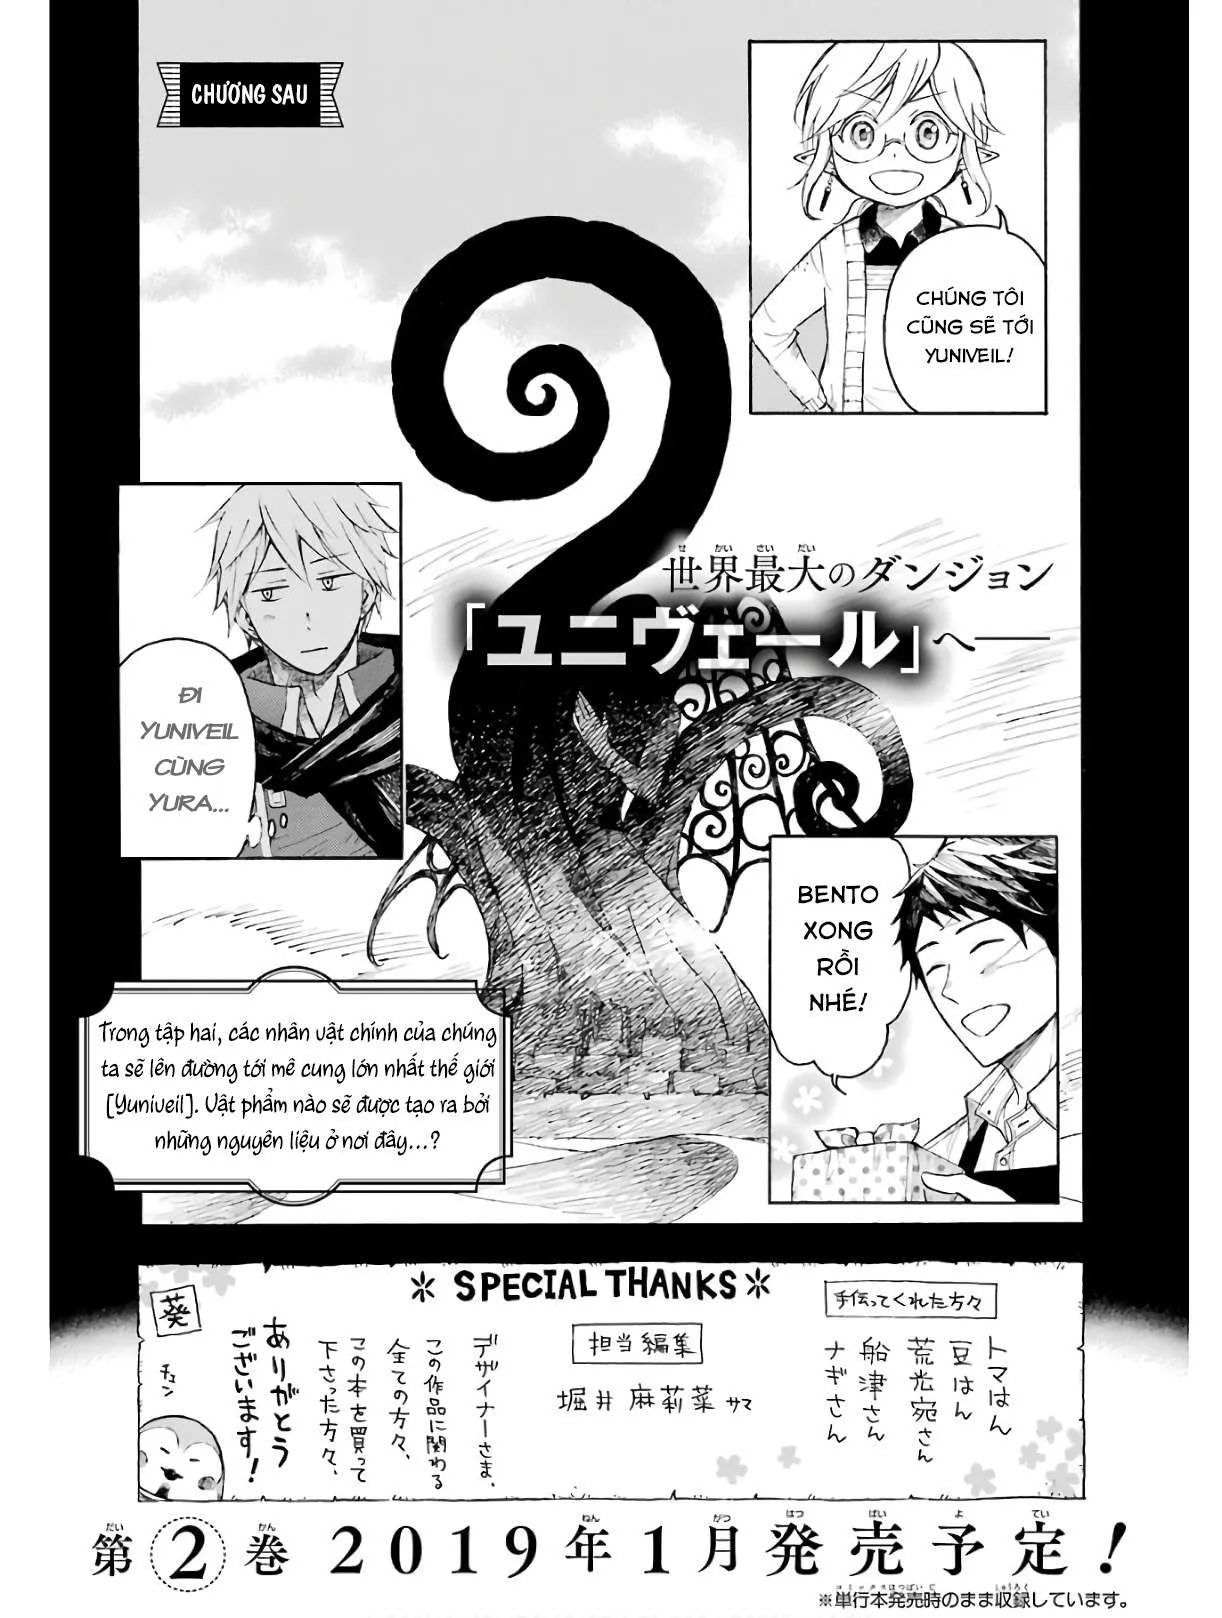 CHƯƠNG SAU
CHÚNG TÔI
CŨNG SẼ TỚI
YUNIVEIL!
世界最大のダンジョン
「ユニヴェール」へ――
ĐI
YUNIVEIL
CÙNG
YURA...
BENTO
XONG
RỒI
NHÉ!
Trong tập hai, các nhân vật chính của chúng
ta sẽ lên đường tới mê cung lớn nhất thế giới
[Yuniveil]. Vật phẩm nào sẽ được tạo ra bởi
những nguyên liệu ở nơi đây...?
* SPECIAL THANKS *
手伝ってくれた方々
トマはん
豆はん
荒光宛さん
船津さん
ナギさん
担当編集
堀井麻莉菜サマ
デザイナーさま、
この作品に関わる
全ての方々、
この本を買って
下さった方々、
ありがとう
ございます!
葵
チュン
第2巻 2019年1月発売予定!
※単行本発売時のまま収録しています。